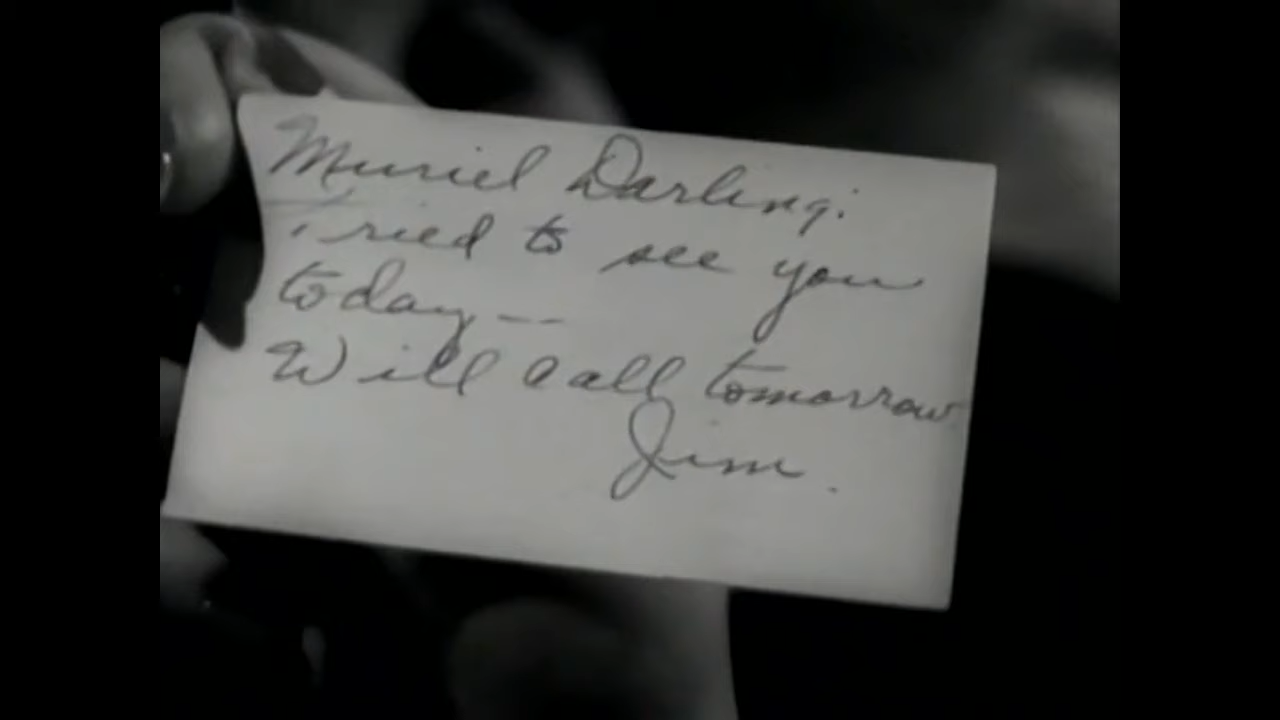 Muriel Darling:
Tried to see you
today --
Will call tomorrow.
Jim.